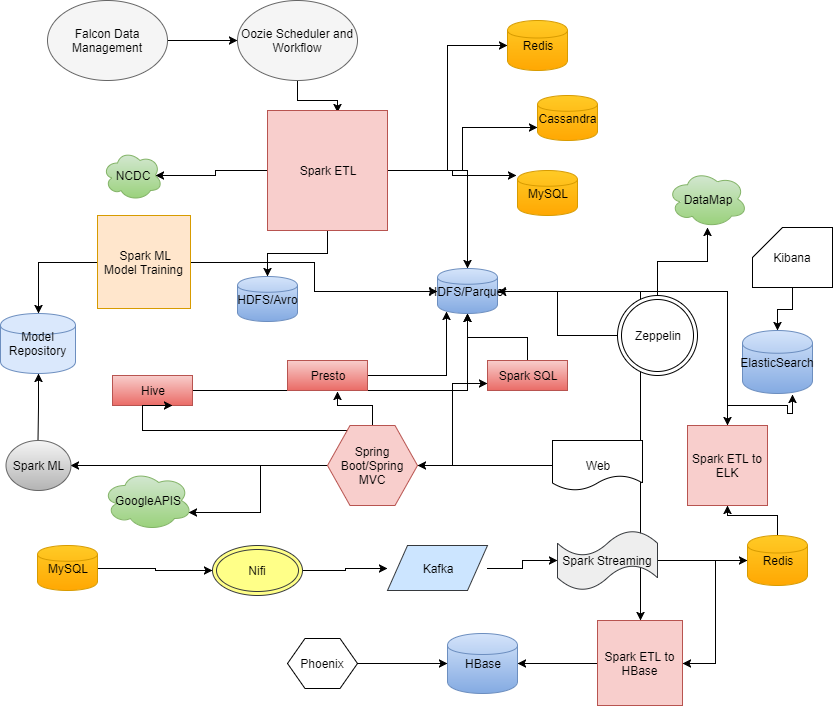 Falcon Data
Management
Oozie Scheduler and
Workflow
Redis
Cassandra
MySQL
Spark ETL
NCDC
DataMap
Kibana
Spark ML
Model Training
HDFS/Avro
DFS/Parque
Zeppelin
ElasticSearch
Model
Repository
Hive
Presto
Spark SQL
Spring
Boot/Spring
MVC
Web
Spark ETL to
ELK
Spark ML
GoogleAPIS
MySQL
Nifi
Kafka
Spark Streaming
Redis
Phoenix
HBase
Spark ETL to
HBase